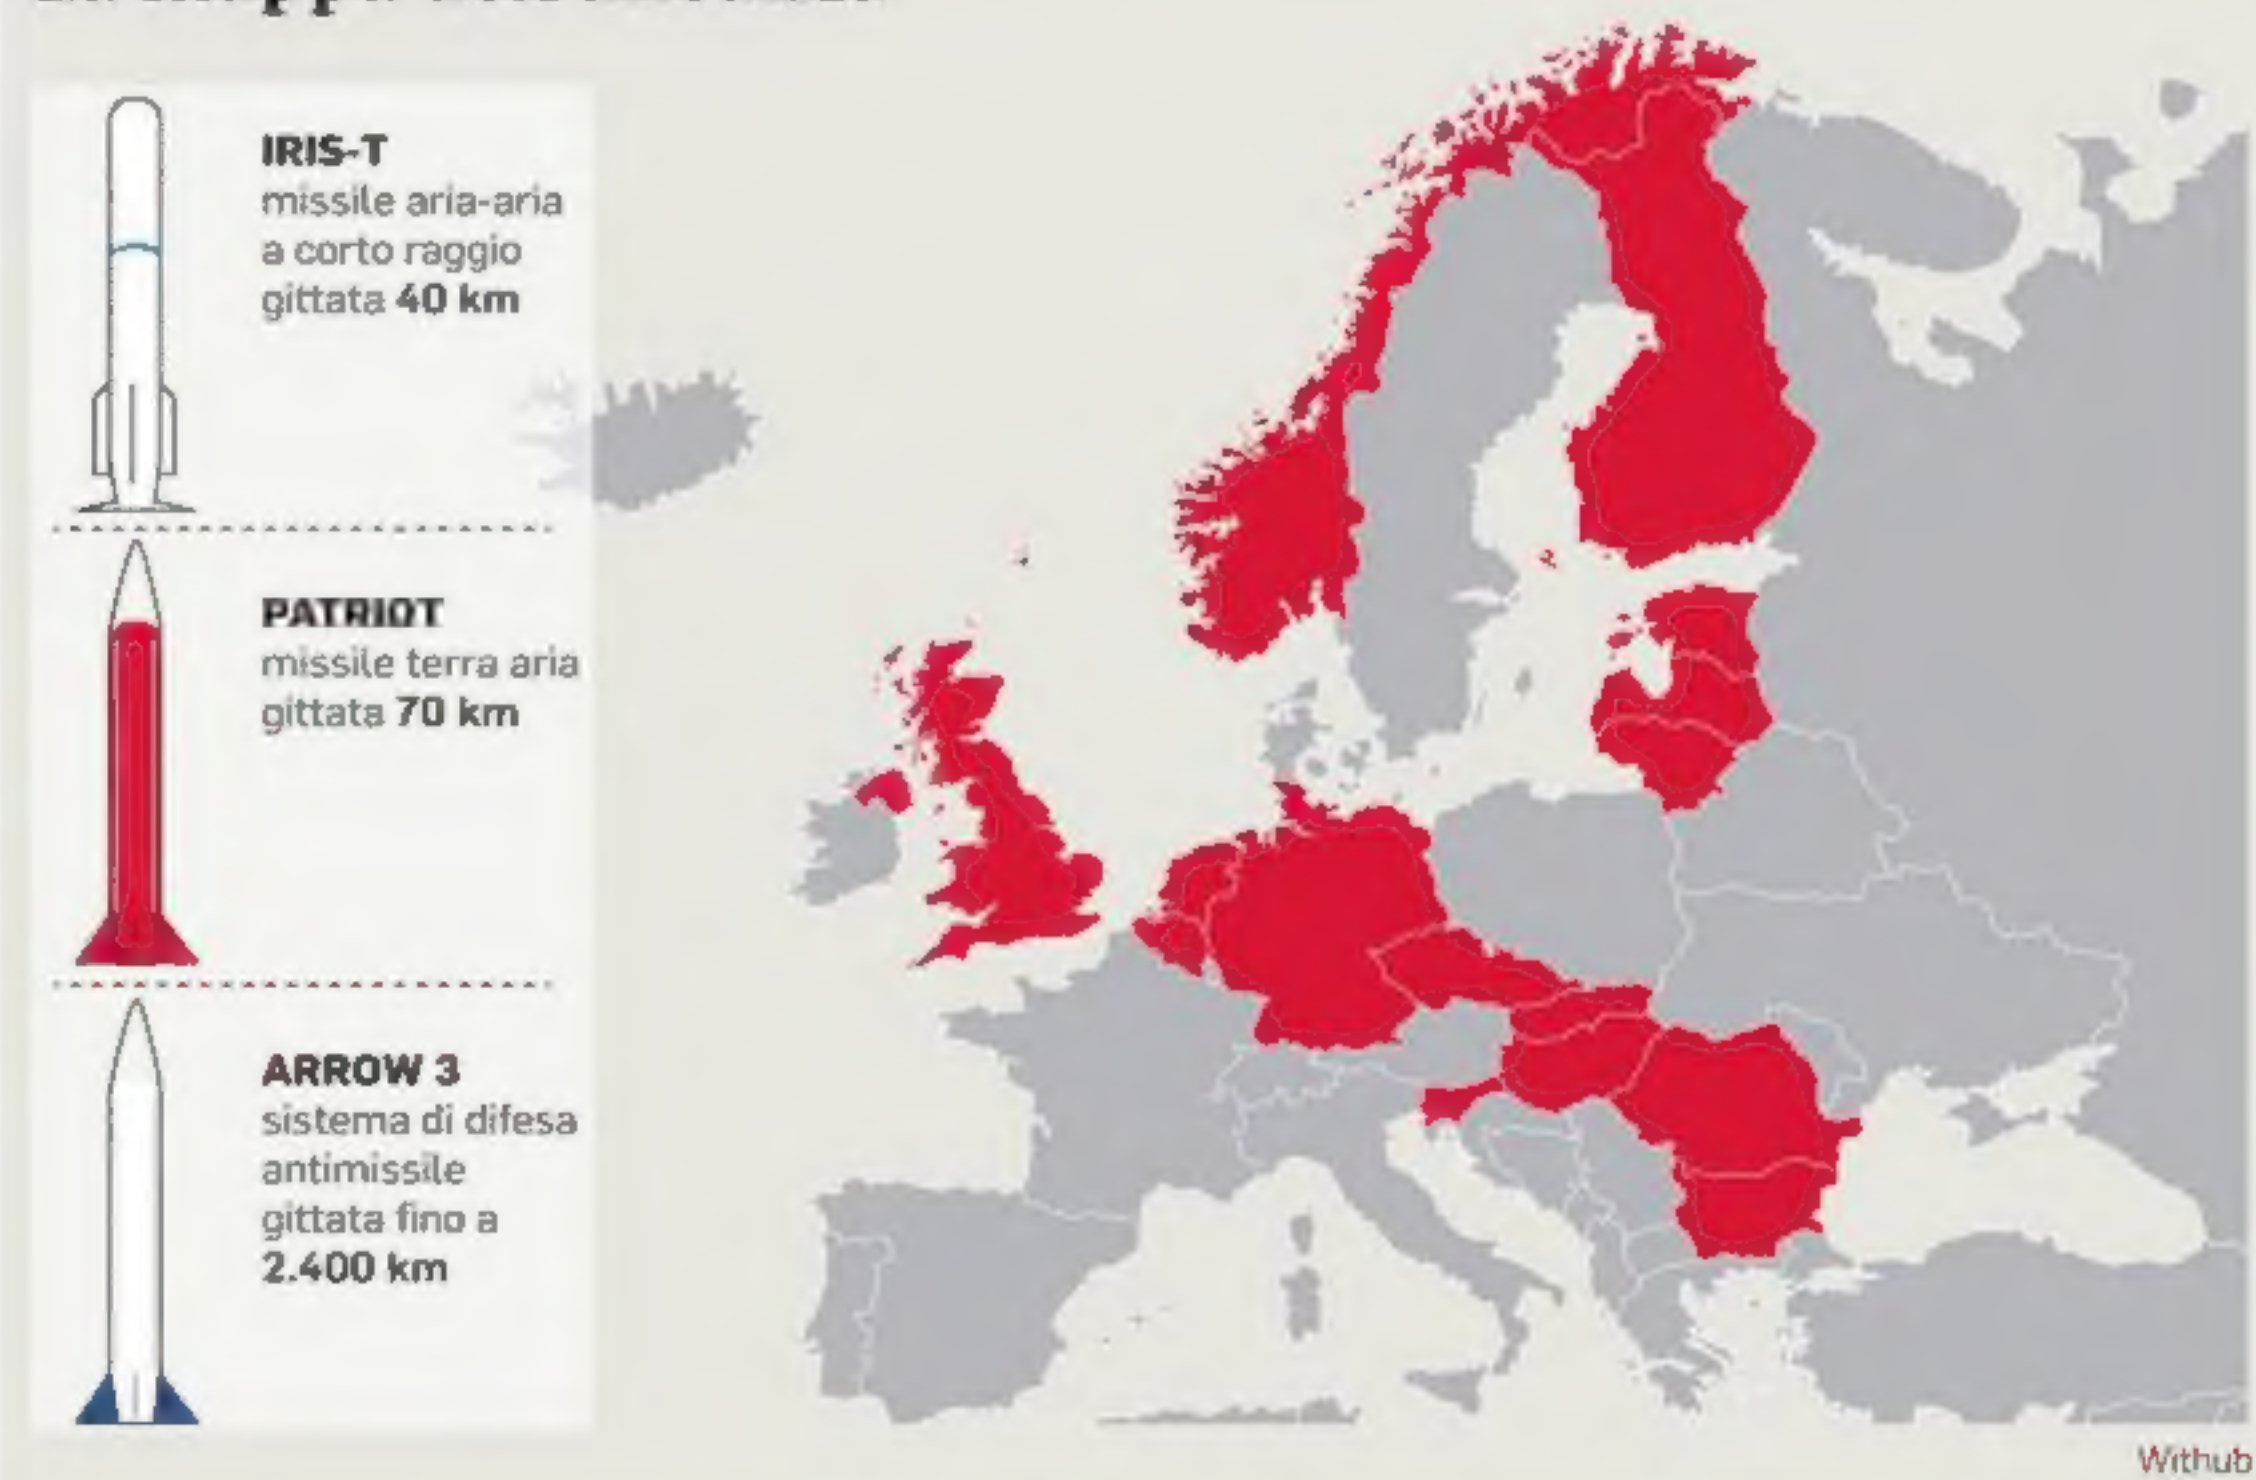 IRIS-T
missile aria-aria
a corto raggio
gittata 40 km
PATRIOT
missile terra aria
gittata 70 km
ARROW 3
sistema di difesa
antimissile
gittata fino a
2.400 km
Withub